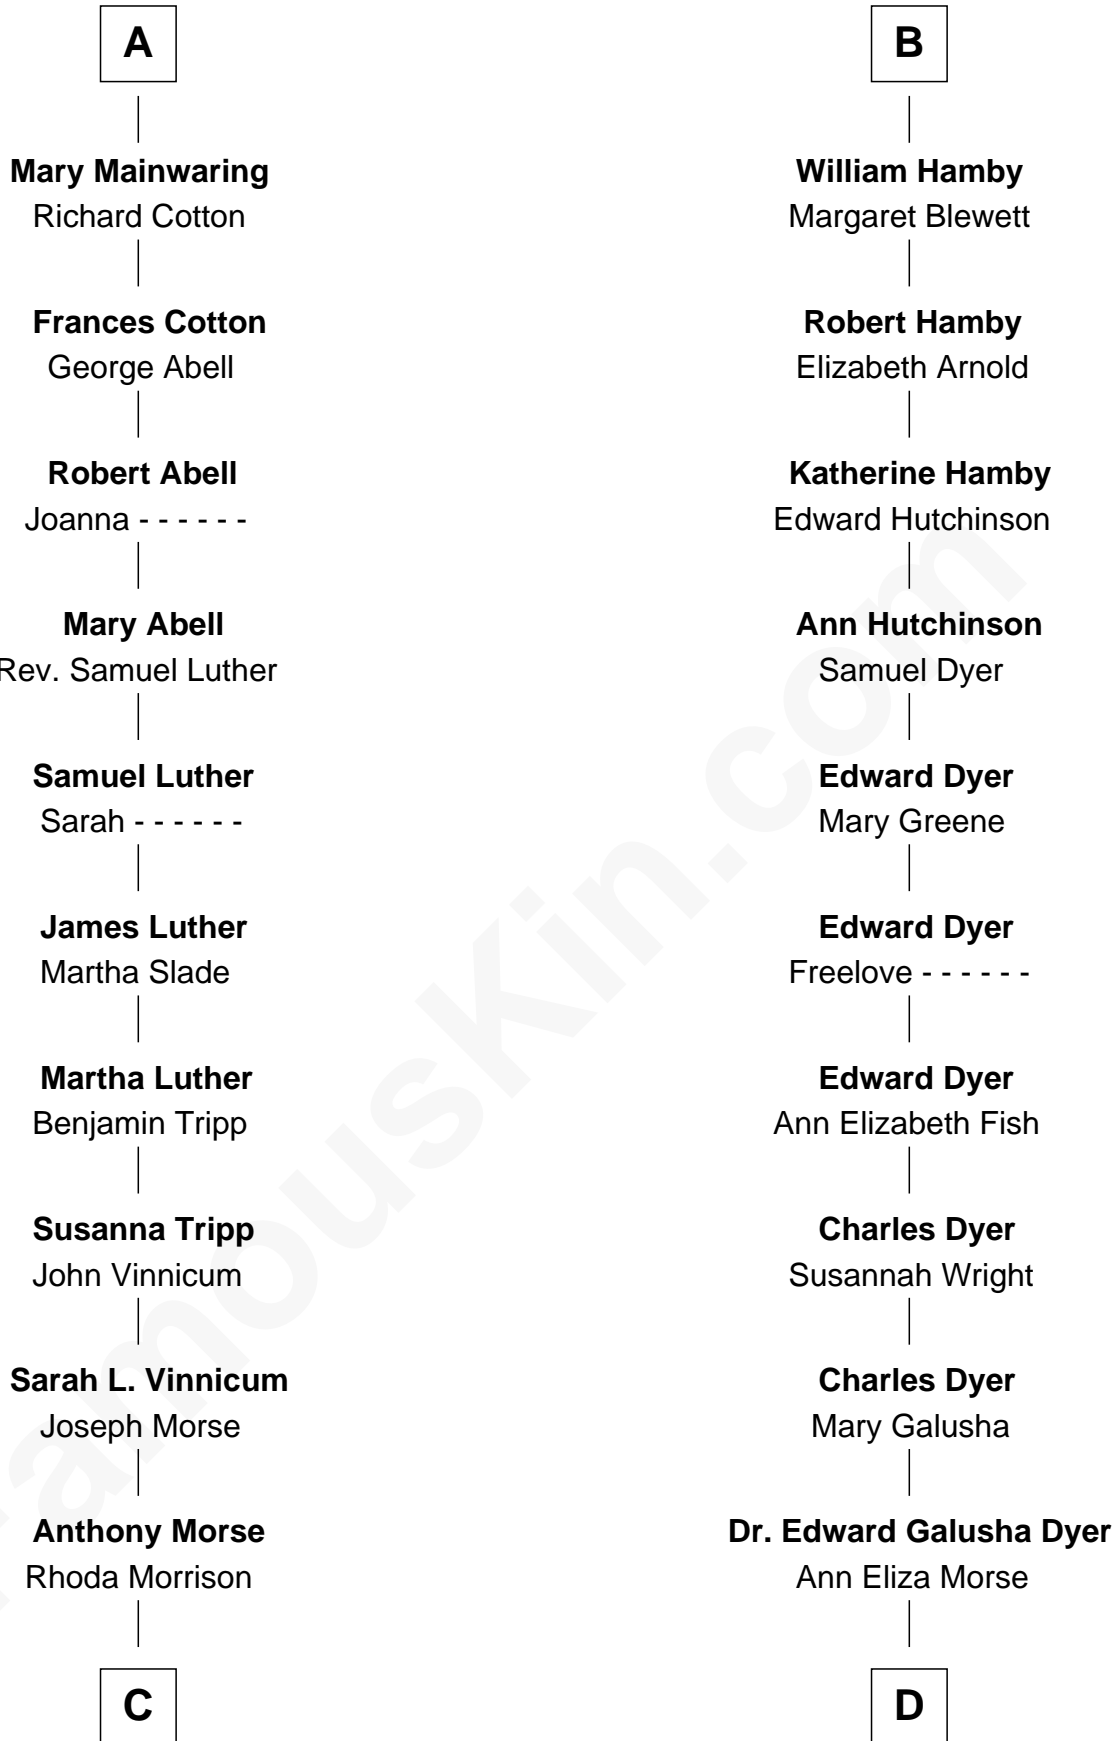 A
Mary Mainwaring
Richard Cotton
Frances Cotton
George Abell
Robert Abell
Joanna - - - - - -
Mary Abell
Rev. Samuel Luther
Samuel Luther
Sarah - - - - - -
James Luther
Martha Slade
Martha Luther
Benjamin Tripp
Susanna Tripp
John Vinnicum
Sarah L. Vinnicum
Joseph Morse
Anthony Morse
Rhoda Morrison
C
B
William Hamby
Margaret Blewett
Robert Hamby
Elizabeth Arnold
Katherine Hamby
Edward Hutchinson
Ann Hutchinson
Samuel Dyer
Edward Dyer
Mary Greene
Edward Dyer
Freelove - - - - - -
Edward Dyer
Ann Elizabeth Fish
Charles Dyer
Susannah Wright
Charles Dyer
Mary Galusha
Dr. Edward Galusha Dyer
Ann Eliza Morse
D
FamousKin.com